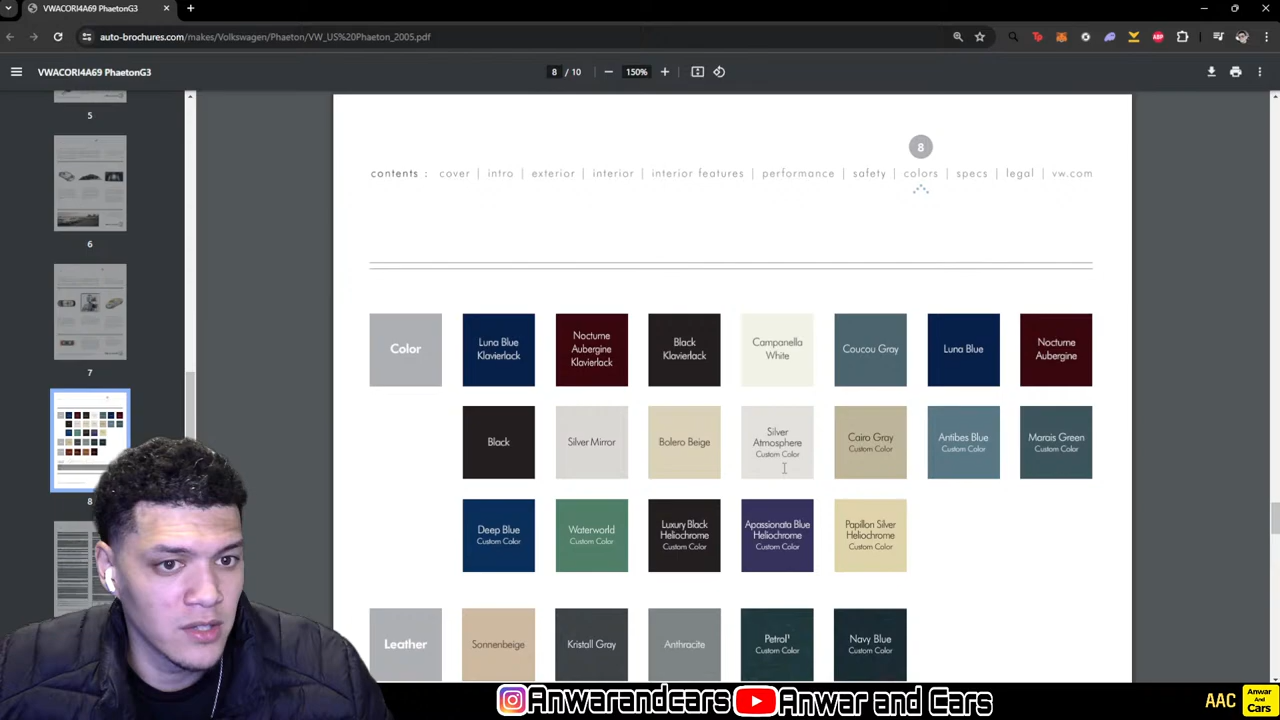 VWACORI4A69 PhaetonG3
auto-brochures.com/makes/Volkswagen/Phaeton/VW_US%20Phaeton_2005.pdf
VWACORI4A69 PhaetonG3
8 / 10
150%
5
6
7
8
8
contents : cover | intro | exterior | interior | interior features | performance | safety | colors | specs | legal | vw.com
Color
Luna Blue
Klavierlack
Nocturne
Aubergine
Klavierlack
Black
Klavierlack
Campanella
White
Coucou Gray
Luna Blue
Nocturne
Aubergine
Black
Silver Mirror
Bolero Beige
Silver
Atmosphere
Custom Color
Cairo Gray
Custom Color
Antibes Blue
Custom Color
Marais Green
Custom Color
Deep Blue
Custom Color
Waterworld
Custom Color
Luxury Black
Heliochrome
Custom Color
Apassionata Blue
Heliochrome
Custom Color
Papillon Silver
Heliochrome
Custom Color
Leather
Sonnenbeige
Kristall Gray
Anthracite
Petrol¹
Custom Color
Navy Blue
Custom Color
@Anwarandcars
Anwar and Cars
AAC
Anwar
And
Cars